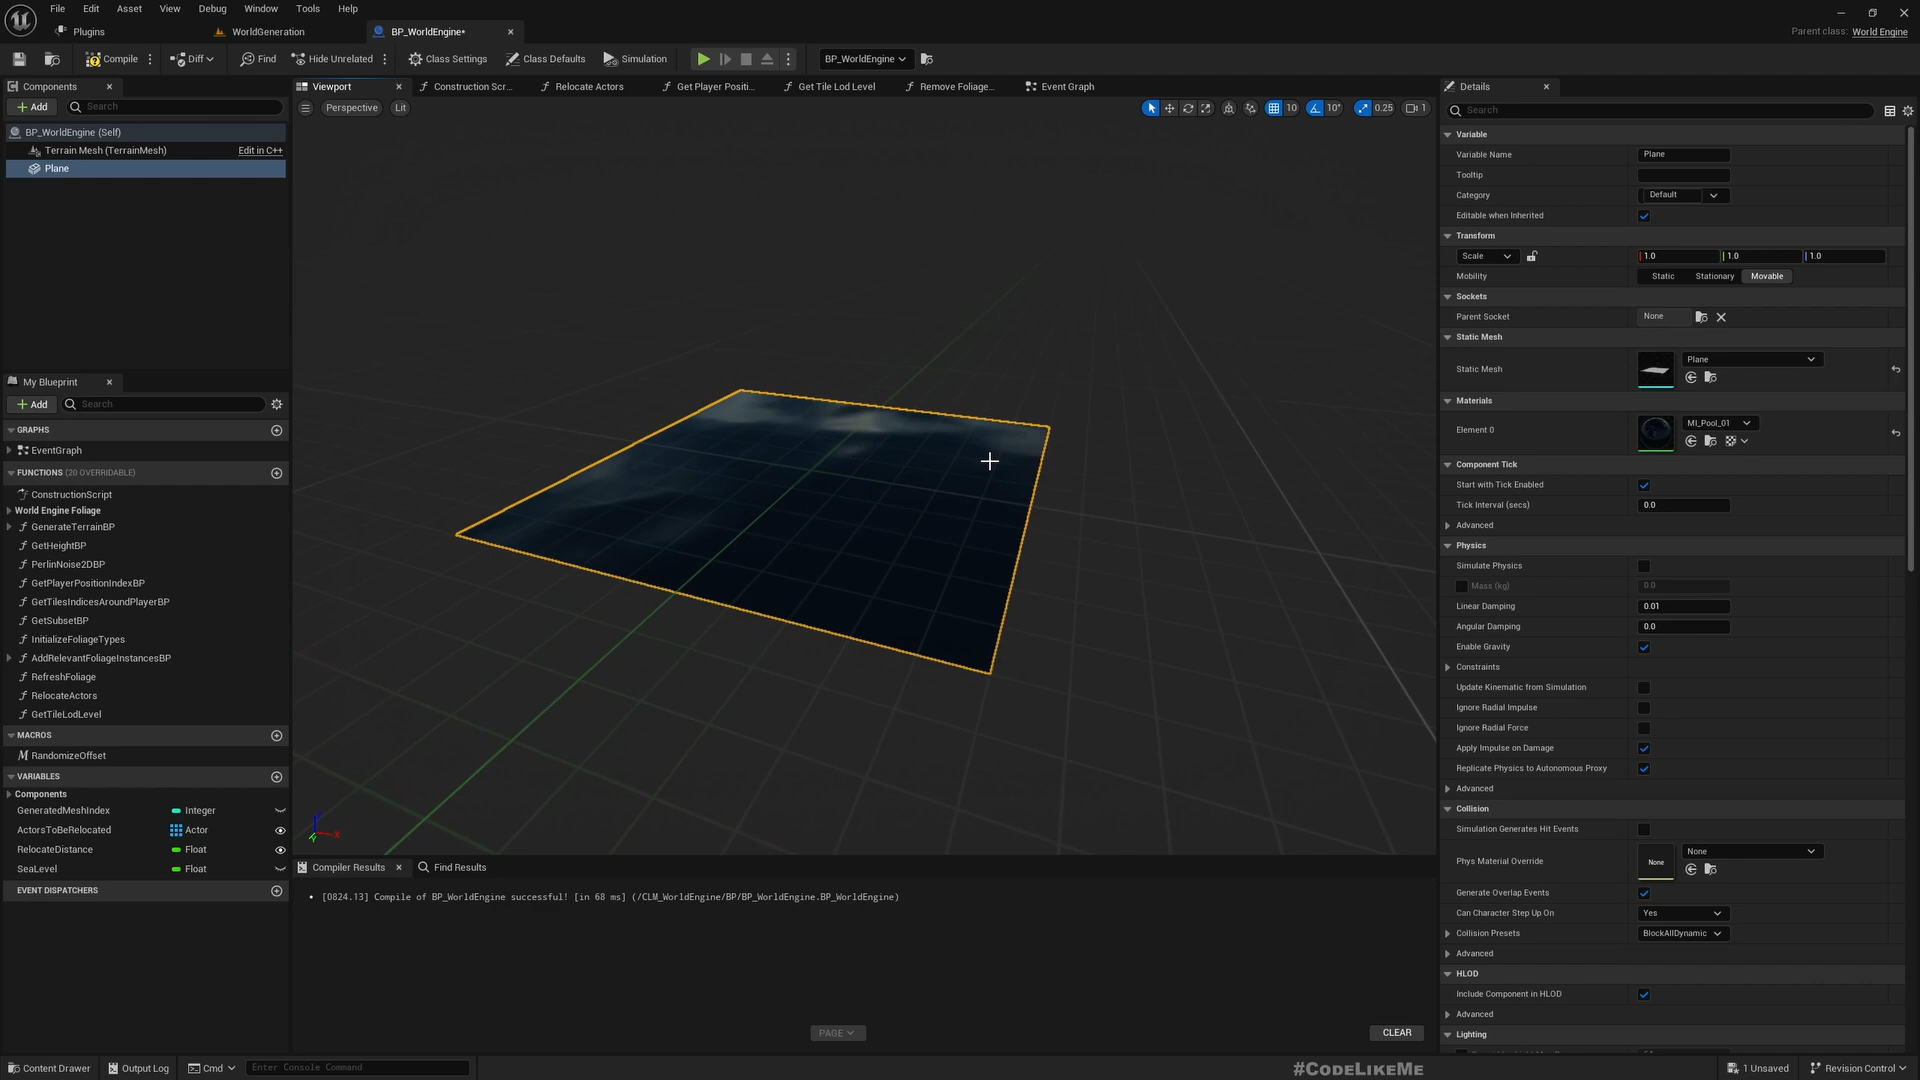 File Edit Asset View Debug Window Tools Help
Plugins WorldGeneration BP_WorldEngine*
Parent class: World Engine
Compile Diff Find Hide Unrelated Class Settings Class Defaults Simulation BP_WorldEngine
Components
Add Search
BP_WorldEngine (Self)
Terrain Mesh (TerrainMesh) Edit in C++
Plane
My Blueprint
Add Search
GRAPHS
EventGraph
FUNCTIONS (20 OVERRIDABLE)
ConstructionScript
World Engine Foliage
GenerateTerrainBP
GetHeightBP
PerlinNoise2DBP
GetPlayerPositionIndexBP
GetTilesIndicesAroundPlayerBP
GetSubsetBP
InitializeFoliageTypes
AddRelevantFoliageInstancesBP
RefreshFoliage
RelocateActors
GetTileLodLevel
MACROS
RandomizeOffset
VARIABLES
Components
GeneratedMeshIndex Integer
ActorsToBeRelocated Actor
RelocateDistance Float
SeaLevel Float
EVENT DISPATCHERS
Viewport Construction Scr... Relocate Actors Get Player Positi... Get Tile Lod Level Remove Foliage... Event Graph
Perspective Lit 10 10° 0.25 1
X
Compiler Results Find Results
• [0824.13] Compile of BP_WorldEngine successful! [in 68 ms] (/CLM_WorldEngine/BP/BP_WorldEngine.BP_WorldEngine)
PAGE CLEAR
Details
Search
Variable
Variable Name Plane
Tooltip
Category Default
Editable when Inherited
Transform
Scale 1.0 1.0 1.0
Mobility Static Stationary Movable
Sockets
Parent Socket None
Static Mesh
Static Mesh Plane
Materials
Element 0 MI_Pool_01
Component Tick
Start with Tick Enabled
Tick Interval (secs) 0.0
Advanced
Physics
Simulate Physics
Mass (kg) 0.0
Linear Damping 0.01
Angular Damping 0.0
Enable Gravity
Constraints
Update Kinematic from Simulation
Ignore Radial Impulse
Ignore Radial Force
Apply Impulse on Damage
Replicate Physics to Autonomous Proxy
Advanced
Collision
Simulation Generates Hit Events
Phys Material Override None None
Generate Overlap Events
Can Character Step Up On Yes
Collision Presets BlockAllDynamic
Advanced
HLOD
Include Component in HLOD
Advanced
Lighting
Content Drawer Output Log Cmd Enter Console Command #CodeLikeMe 1 Unsaved Revision Control